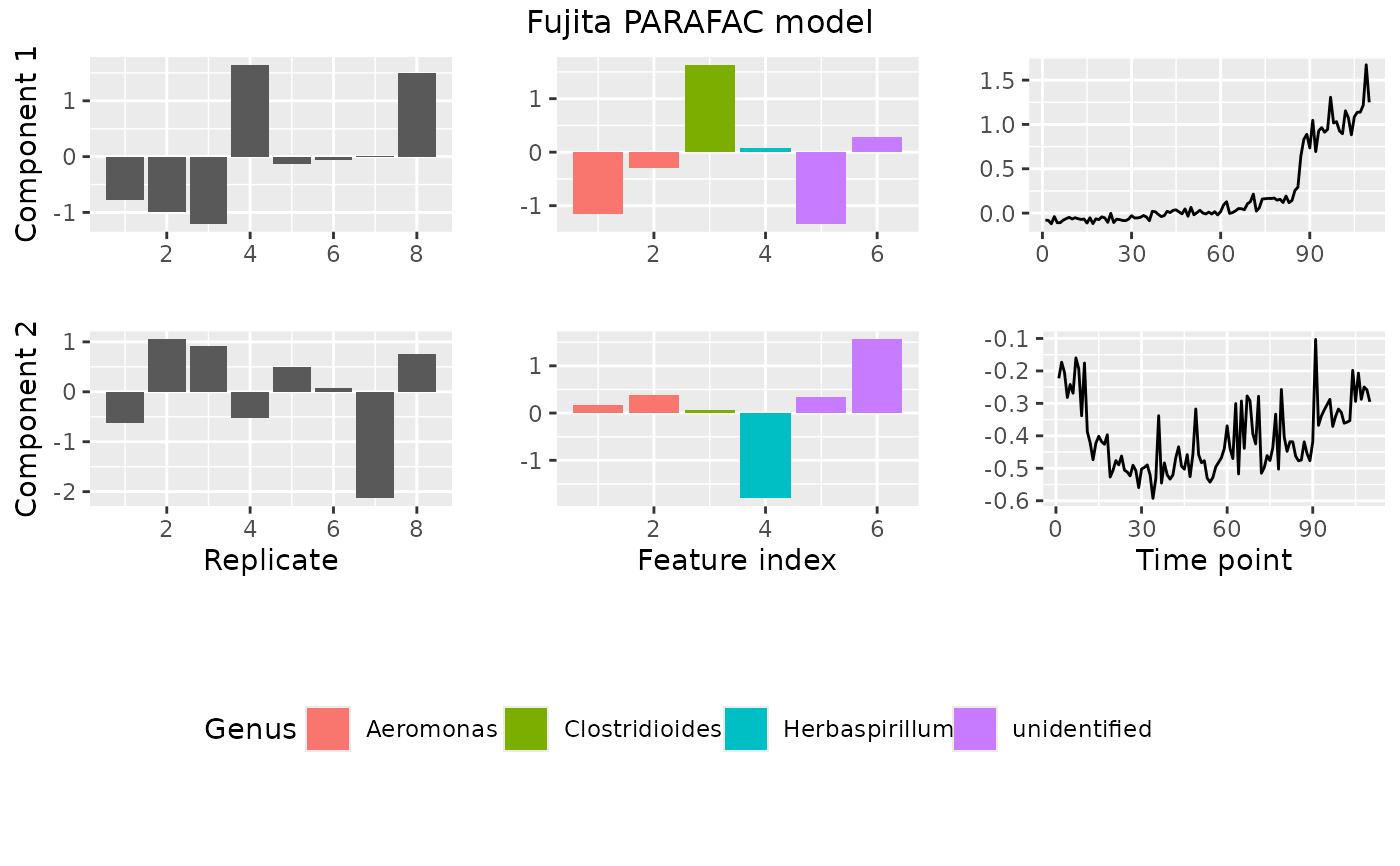 Fujita PARAFAC model
Component 1
1
0
-1
2 4 6 8
1
0
-1
2 4 6
1.5
1.0
0.5
0.0
0 30 60 90
Component 2
1
0
-1
-2
2 4 6 8
Replicate
1
0
-1
2 4 6
Feature index
-0.1
-0.2
-0.3
-0.4
-0.5
-0.6
0 30 60 90
Time point
Genus Aeromonas Clostridioides Herbaspirillum unidentified